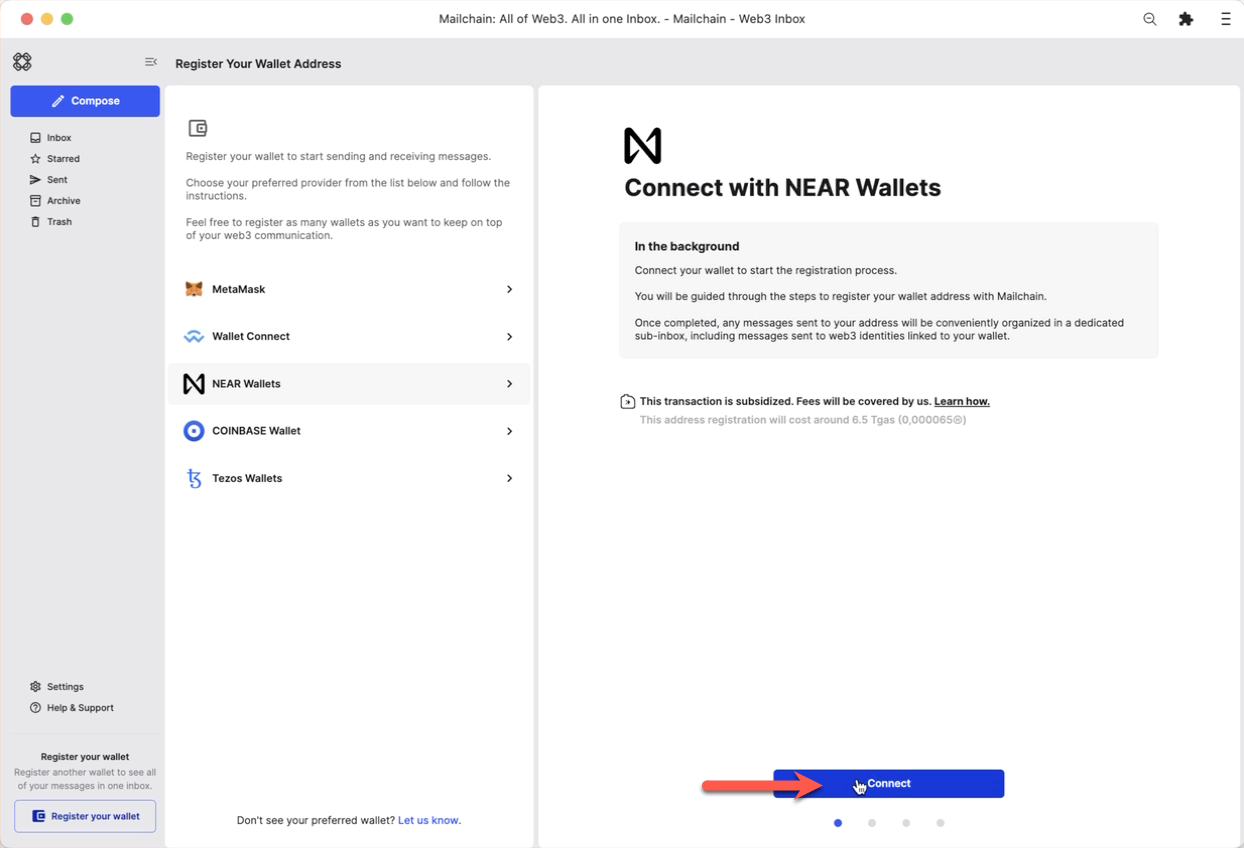 Mailchain: All of Web3. All in one Inbox. - Mailchain - Web3 Inbox
Register Your Wallet Address
Compose
Inbox
Starred
Sent
Archive
Trash
Settings
Help & Support
Register your wallet
Register another wallet to see all
of your messages in one inbox.
Register your wallet
Register your wallet to start sending and receiving messages.
Choose your preferred provider from the list below and follow the
instructions.
Feel free to register as many wallets as you want to keep on top
of your web3 communication.
MetaMask
Wallet Connect
NEAR Wallets
COINBASE Wallet
Tezos Wallets
Don't see your preferred wallet? Let us know.
Connect with NEAR Wallets
In the background
Connect your wallet to start the registration process.
You will be guided through the steps to register your wallet address with Mailchain.
Once completed, any messages sent to your address will be conveniently organized in a dedicated
sub-inbox, including messages sent to web3 identities linked to your wallet.
This transaction is subsidized. Fees will be covered by us. Learn how.
This address registration will cost around 6.5 Tgas (0,000065Ⓝ)
Connect